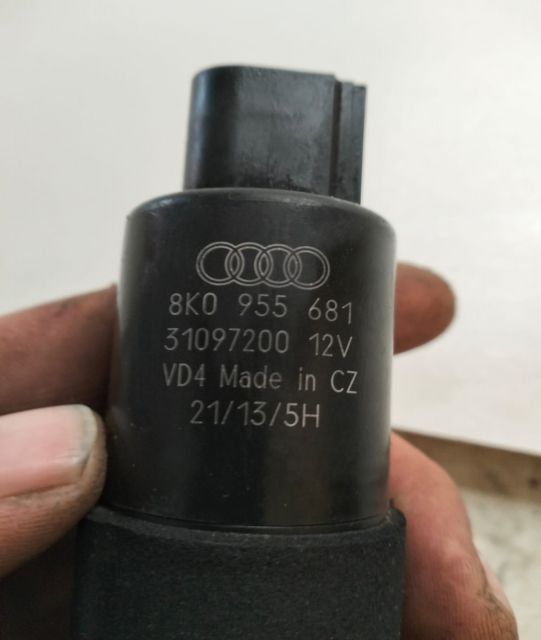 8K0 955 681
31097200 12V
VD4 Made in CZ
21/13/5H